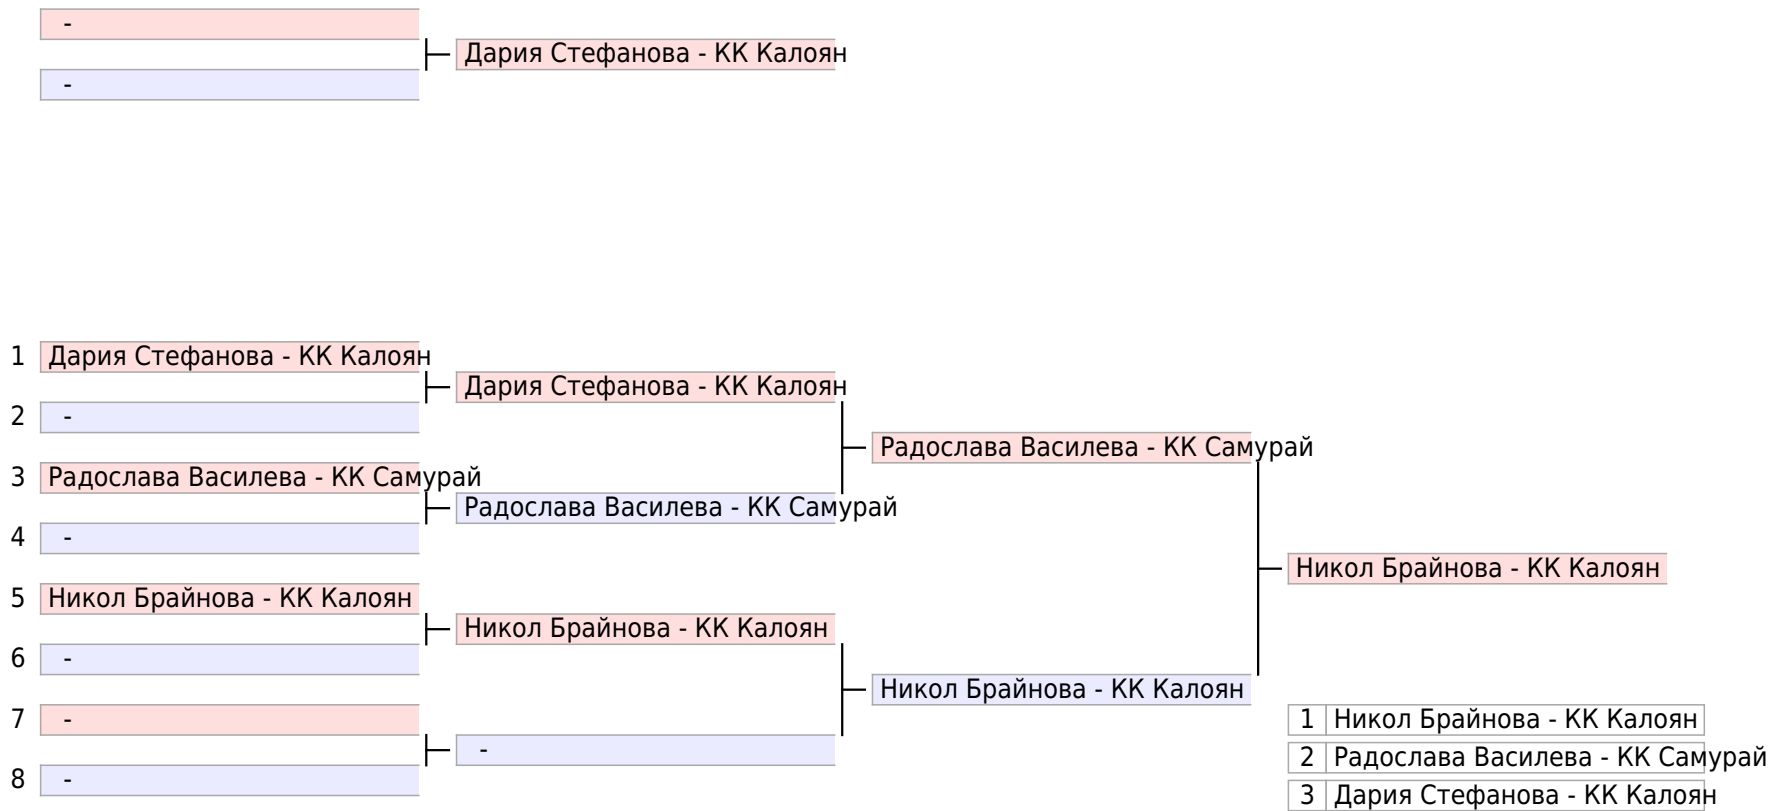 -
Дария Стефанова - КК Калоян
-
1 Дария Стефанова - КК Калоян
Дария Стефанова - КК Калоян
2 -
Радослава Василева - КК Самурай
3 Радослава Василева - КК Самурай
Радослава Василева - КК Самурай
4 -
Никол Брайнова - КК Калоян
5 Никол Брайнова - КК Калоян
Никол Брайнова - КК Калоян
6 -
Никол Брайнова - КК Калоян
7 -
-
8 -
1 Никол Брайнова - КК Калоян
2 Радослава Василева - КК Самурай
3 Дария Стефанова - КК Калоян